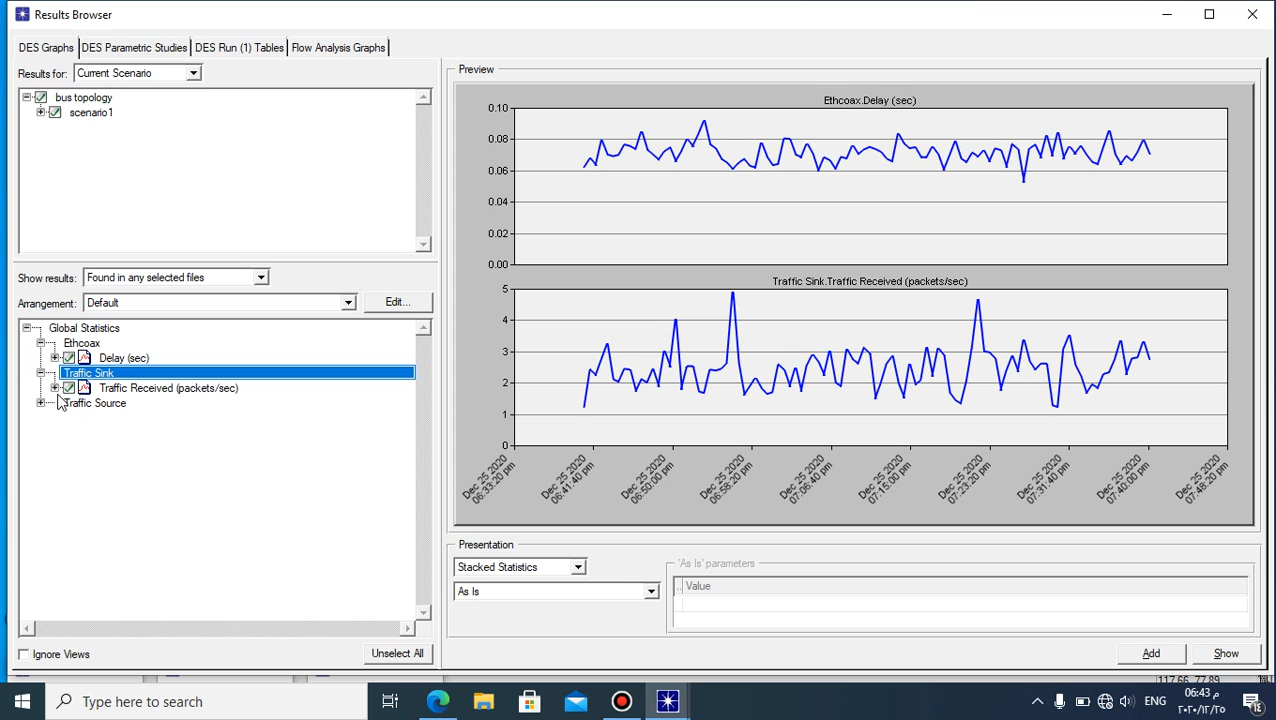 Results Browser
DES Graphs
DES Parametric Studies
DES Run (1) Tables
Flow Analysis Graphs
Results for:
Current Scenario
bus topology
scenario1
Show results:
Found in any selected files
Arrangement:
Default
Edit...
Global Statistics
Ethcoax
Delay (sec)
Traffic Sink
Traffic Received (packets/sec)
Traffic Source
Ignore Views
Unselect All
Preview
Ethcoax.Delay (sec)
0.10
0.08
0.06
0.04
0.02
0.00
Traffic Sink.Traffic Received (packets/sec)
5
4
3
2
1
0
Dec 25 2020
06:33:20 pm
Dec 25 2020
06:41:40 pm
Dec 25 2020
06:50:00 pm
Dec 25 2020
06:58:20 pm
Dec 25 2020
07:06:40 pm
Dec 25 2020
07:15:00 pm
Dec 25 2020
07:23:20 pm
Dec 25 2020
07:31:40 pm
Dec 25 2020
07:40:00 pm
Dec 25 2020
07:48:20 pm
Presentation
Stacked Statistics
As Is
'As Is' parameters
.. Value
Add
Show
117.66, 77.89
Type here to search
ENG
06:43 م
٢٠٢٠/١٢/٢٥
١٤